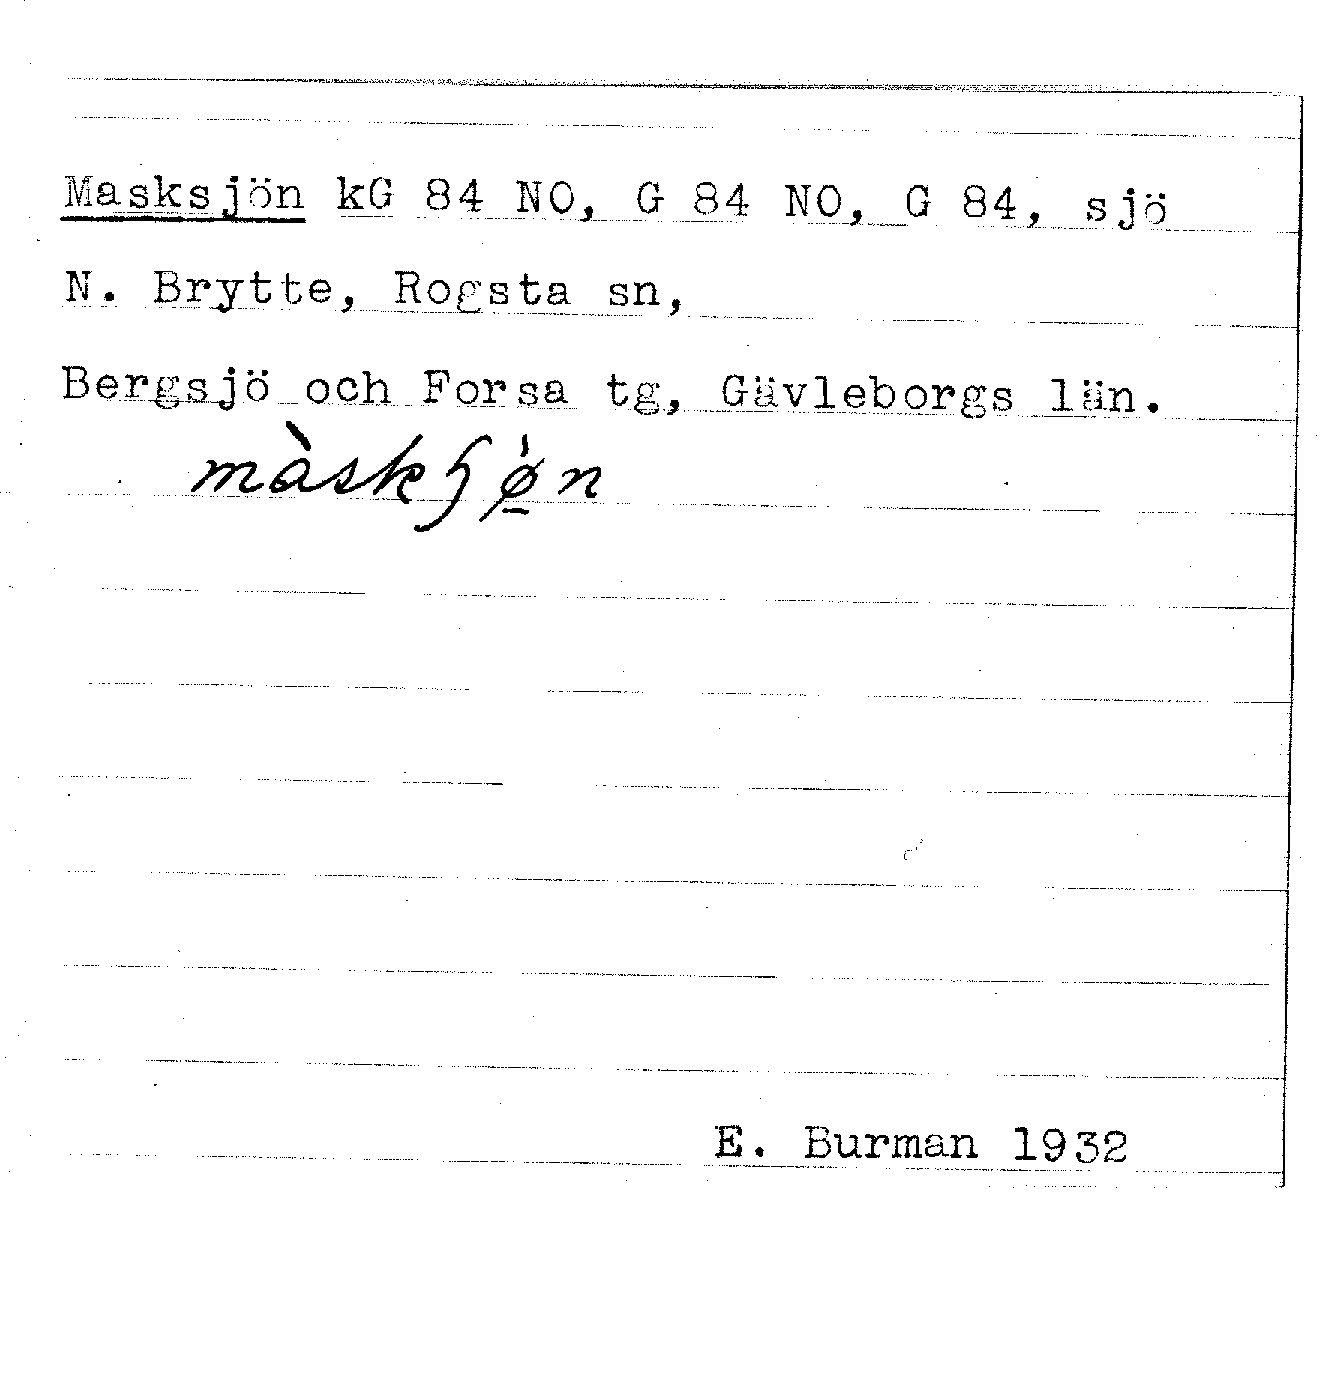 Masksjön kG 84 NO, G 84 NO, G 84, sjö
N. Brytte, Rogsta sn,
Bergsjö och Forsa tg, Gävleborgs län.
E. Burman 1932